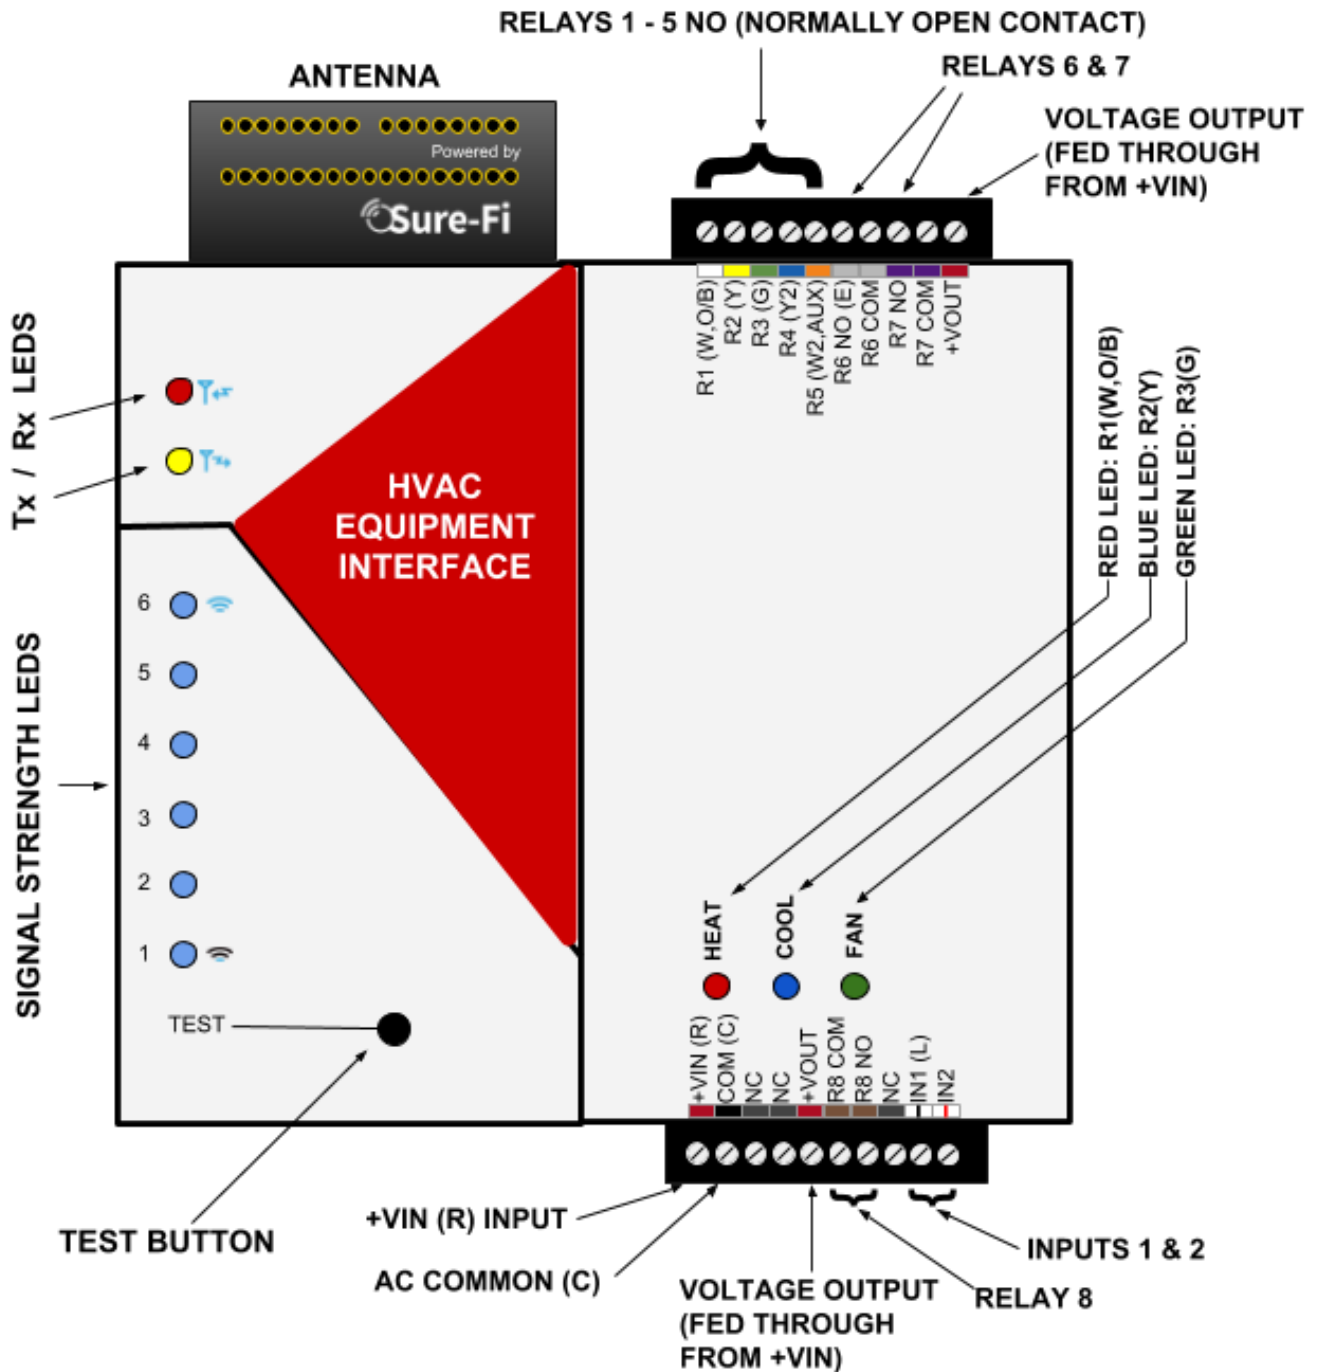 RELAYS 1 - 5 NO (NORMALLY OPEN CONTACT)
RELAYS 6 & 7
ANTENNA
VOLTAGE OUTPUT
(FED THROUGH
FROM +VIN)
Powered by
Sure-Fi
R1 (W,O/B)
R2 (Y)
R3 (G)
R4 (Y2)
R5 (W2,AUX)
R6 NO (E)
R6 COM
R7 NO
R7 COM
+VOUT
Tx / Rx LEDS
HVAC
EQUIPMENT
INTERFACE
RED LED: R1(W,O/B)
BLUE LED: R2(Y)
GREEN LED: R3(G)
SIGNAL STRENGTH LEDS
6
5
4
3
2
1
TEST
HEAT
COOL
FAN
+VIN (R)
COM (C)
NC
NC
+VOUT
R8 COM
R8 NO
NC
IN1 (L)
IN2
TEST BUTTON
+VIN (R) INPUT
AC COMMON (C)
VOLTAGE OUTPUT
(FED THROUGH
FROM +VIN)
RELAY 8
INPUTS 1 & 2